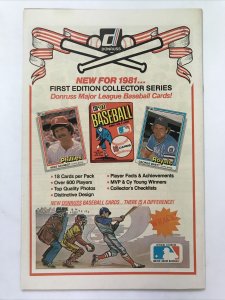 DONRUSS
NEW FOR 1981...
FIRST EDITION COLLECTOR SERIES
Donruss Major League Baseball Cards!
Phillies
1981
BASEBALL
Royals
• 18 Cards per Pack
• Over 600 Players
• Top Quality Photos
• Distinctive Design
• Player Facts & Achievements
• MVP & Cy Young Winners
• Collector's Checklists
NEW DONRUSS BASEBALL CARDS... THERE IS A DIFFERENCE!